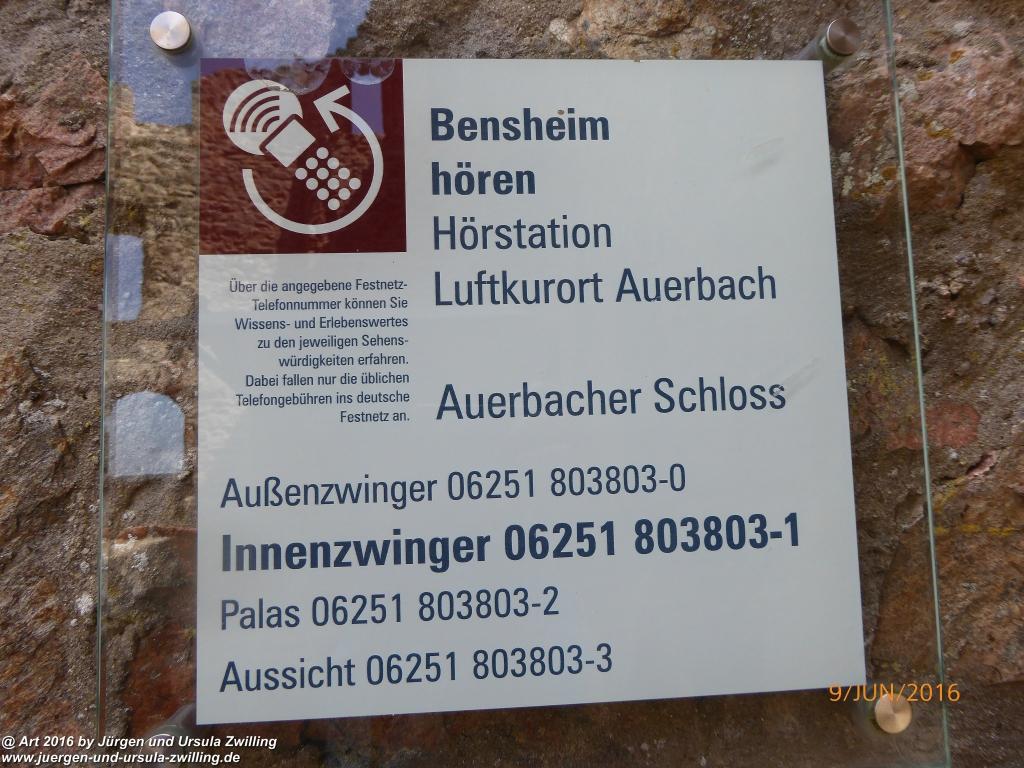 Bensheim
hören
Hörstation
Luftkurort Auerbach
Über die angegebene Festnetz-
Telefonnummer können Sie
Wissens- und Erlebenswertes
zu den jeweiligen Sehens-
würdigkeiten erfahren.
Dabei fallen nur die üblichen
Telefongebühren ins deutsche
Festnetz an.
Auerbacher Schloss
Außenzwinger 06251 803803-0
Innenzwinger 06251 803803-1
Palas 06251 803803-2
Aussicht 06251 803803-3
9/JUN/2016
@ Art 2016 by Jürgen und Ursula Zwilling
www.juergen-und-ursula-zwilling.de